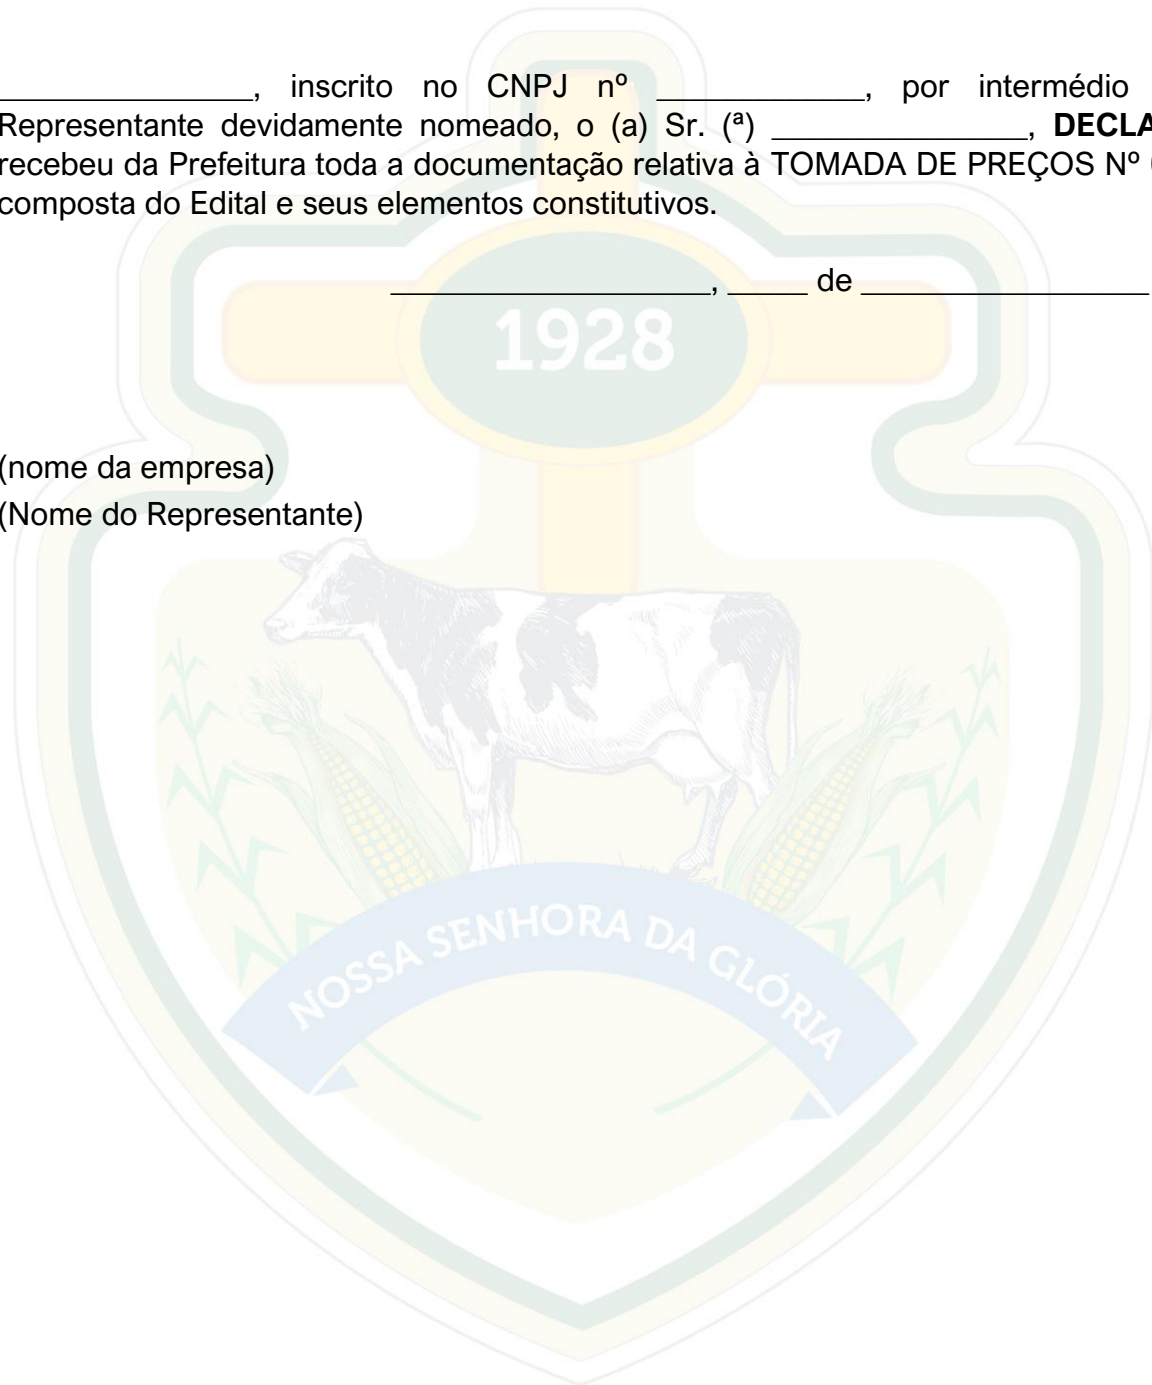 ______________, inscrito no CNPJ nº ____________, por intermédio
Representante devidamente nomeado, o (a) Sr. (ª) ______________, DECLA
recebeu da Prefeitura toda a documentação relativa à TOMADA DE PREÇOS Nº
composta do Edital e seus elementos constitutivos.
__________________, _____ de ________________
1928
(nome da empresa)
(Nome do Representante)
NOSSA SENHORA DA GLÓRIA